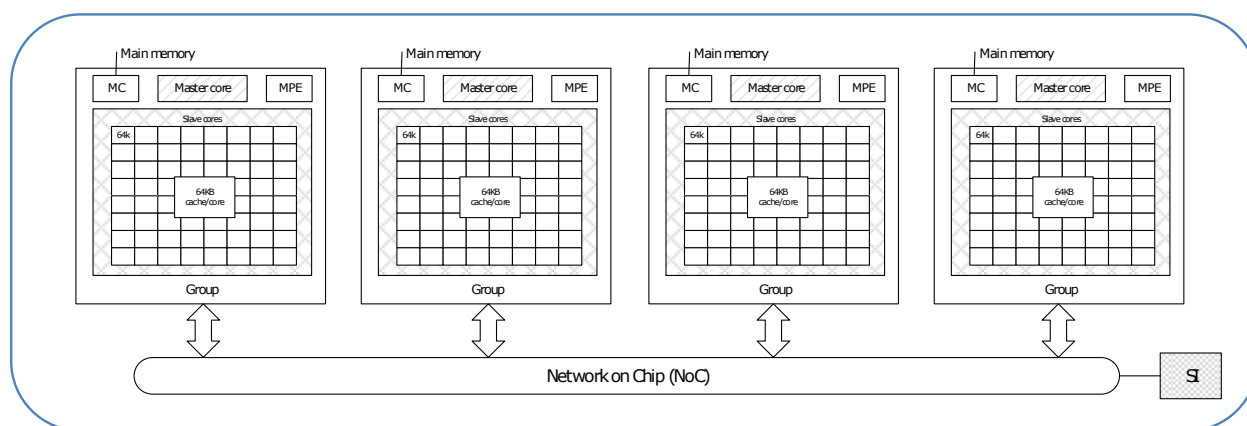 Main memory
Main memory
Main memory
Main memory
MC Master core MPE
MC Master core MPE
MC Master core MPE
MC Master core MPE
Slave cores
Slave cores
Slave cores
Slave cores
64k
64k
64k
64k
64KB
cache/core
64KB
cache/core
64KB
cache/core
64KB
cache/core
Group
Group
Group
Group
Network on Chip (NoC)
SI